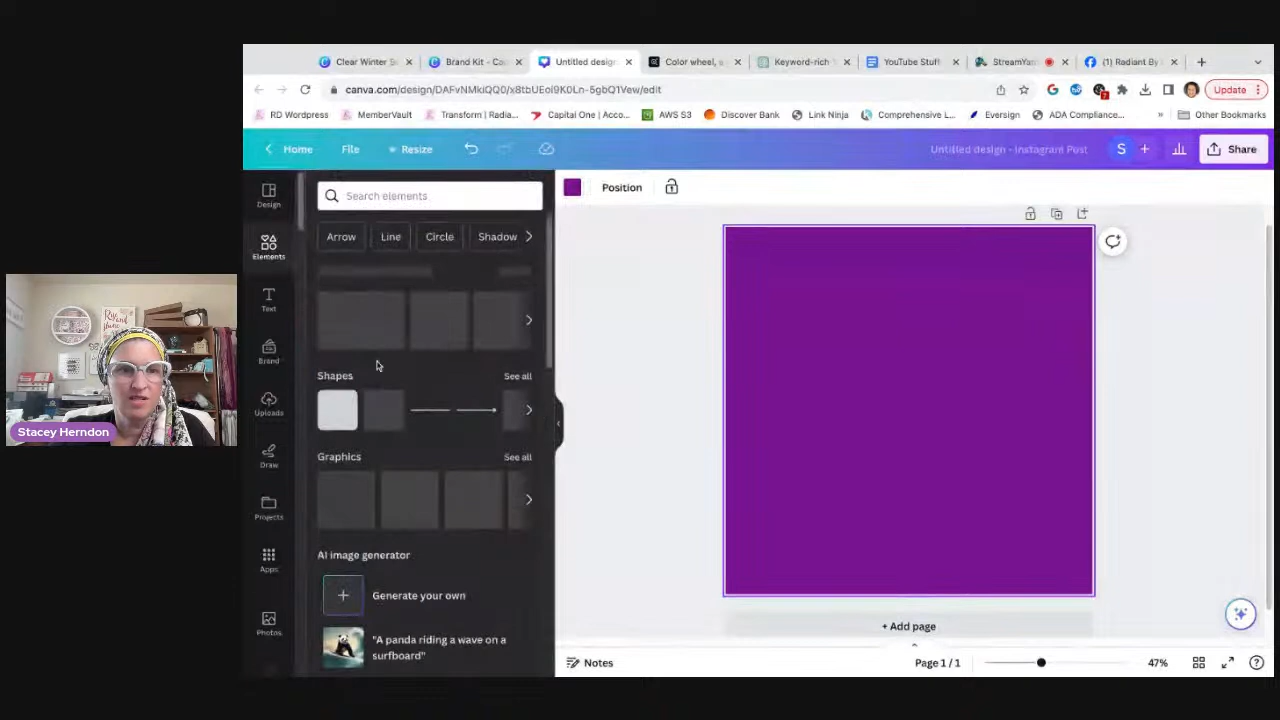 Clear Winter S
Brand Kit - Ca
Untitled design
Color wheel, a
Keyword-rich
YouTube Stuff
StreamYar
(1) Radiant By
canva.com/design/DAFvNMkiQQ0/x8tbUEol9K0Ln-5gbQ1Vew/edit
Update
RD Wordpress
MemberVault
Transform | Radia...
Capital One | Acco...
AWS S3
Discover Bank
Link Ninja
Comprehensive L...
Eversign
ADA Compliance...
»
Other Bookmarks
Home
File
Resize
Untitled design - Instagram Post
S
+
Share
Design
Elements
Text
Brand
Uploads
Draw
Projects
Apps
Photos
Search elements
Arrow
Line
Circle
Shadow
Shapes
See all
Graphics
See all
AI image generator
Generate your own
"A panda riding a wave on a
surfboard"
Position
+ Add page
Notes
Page 1 / 1
47%
Stacey Herndon